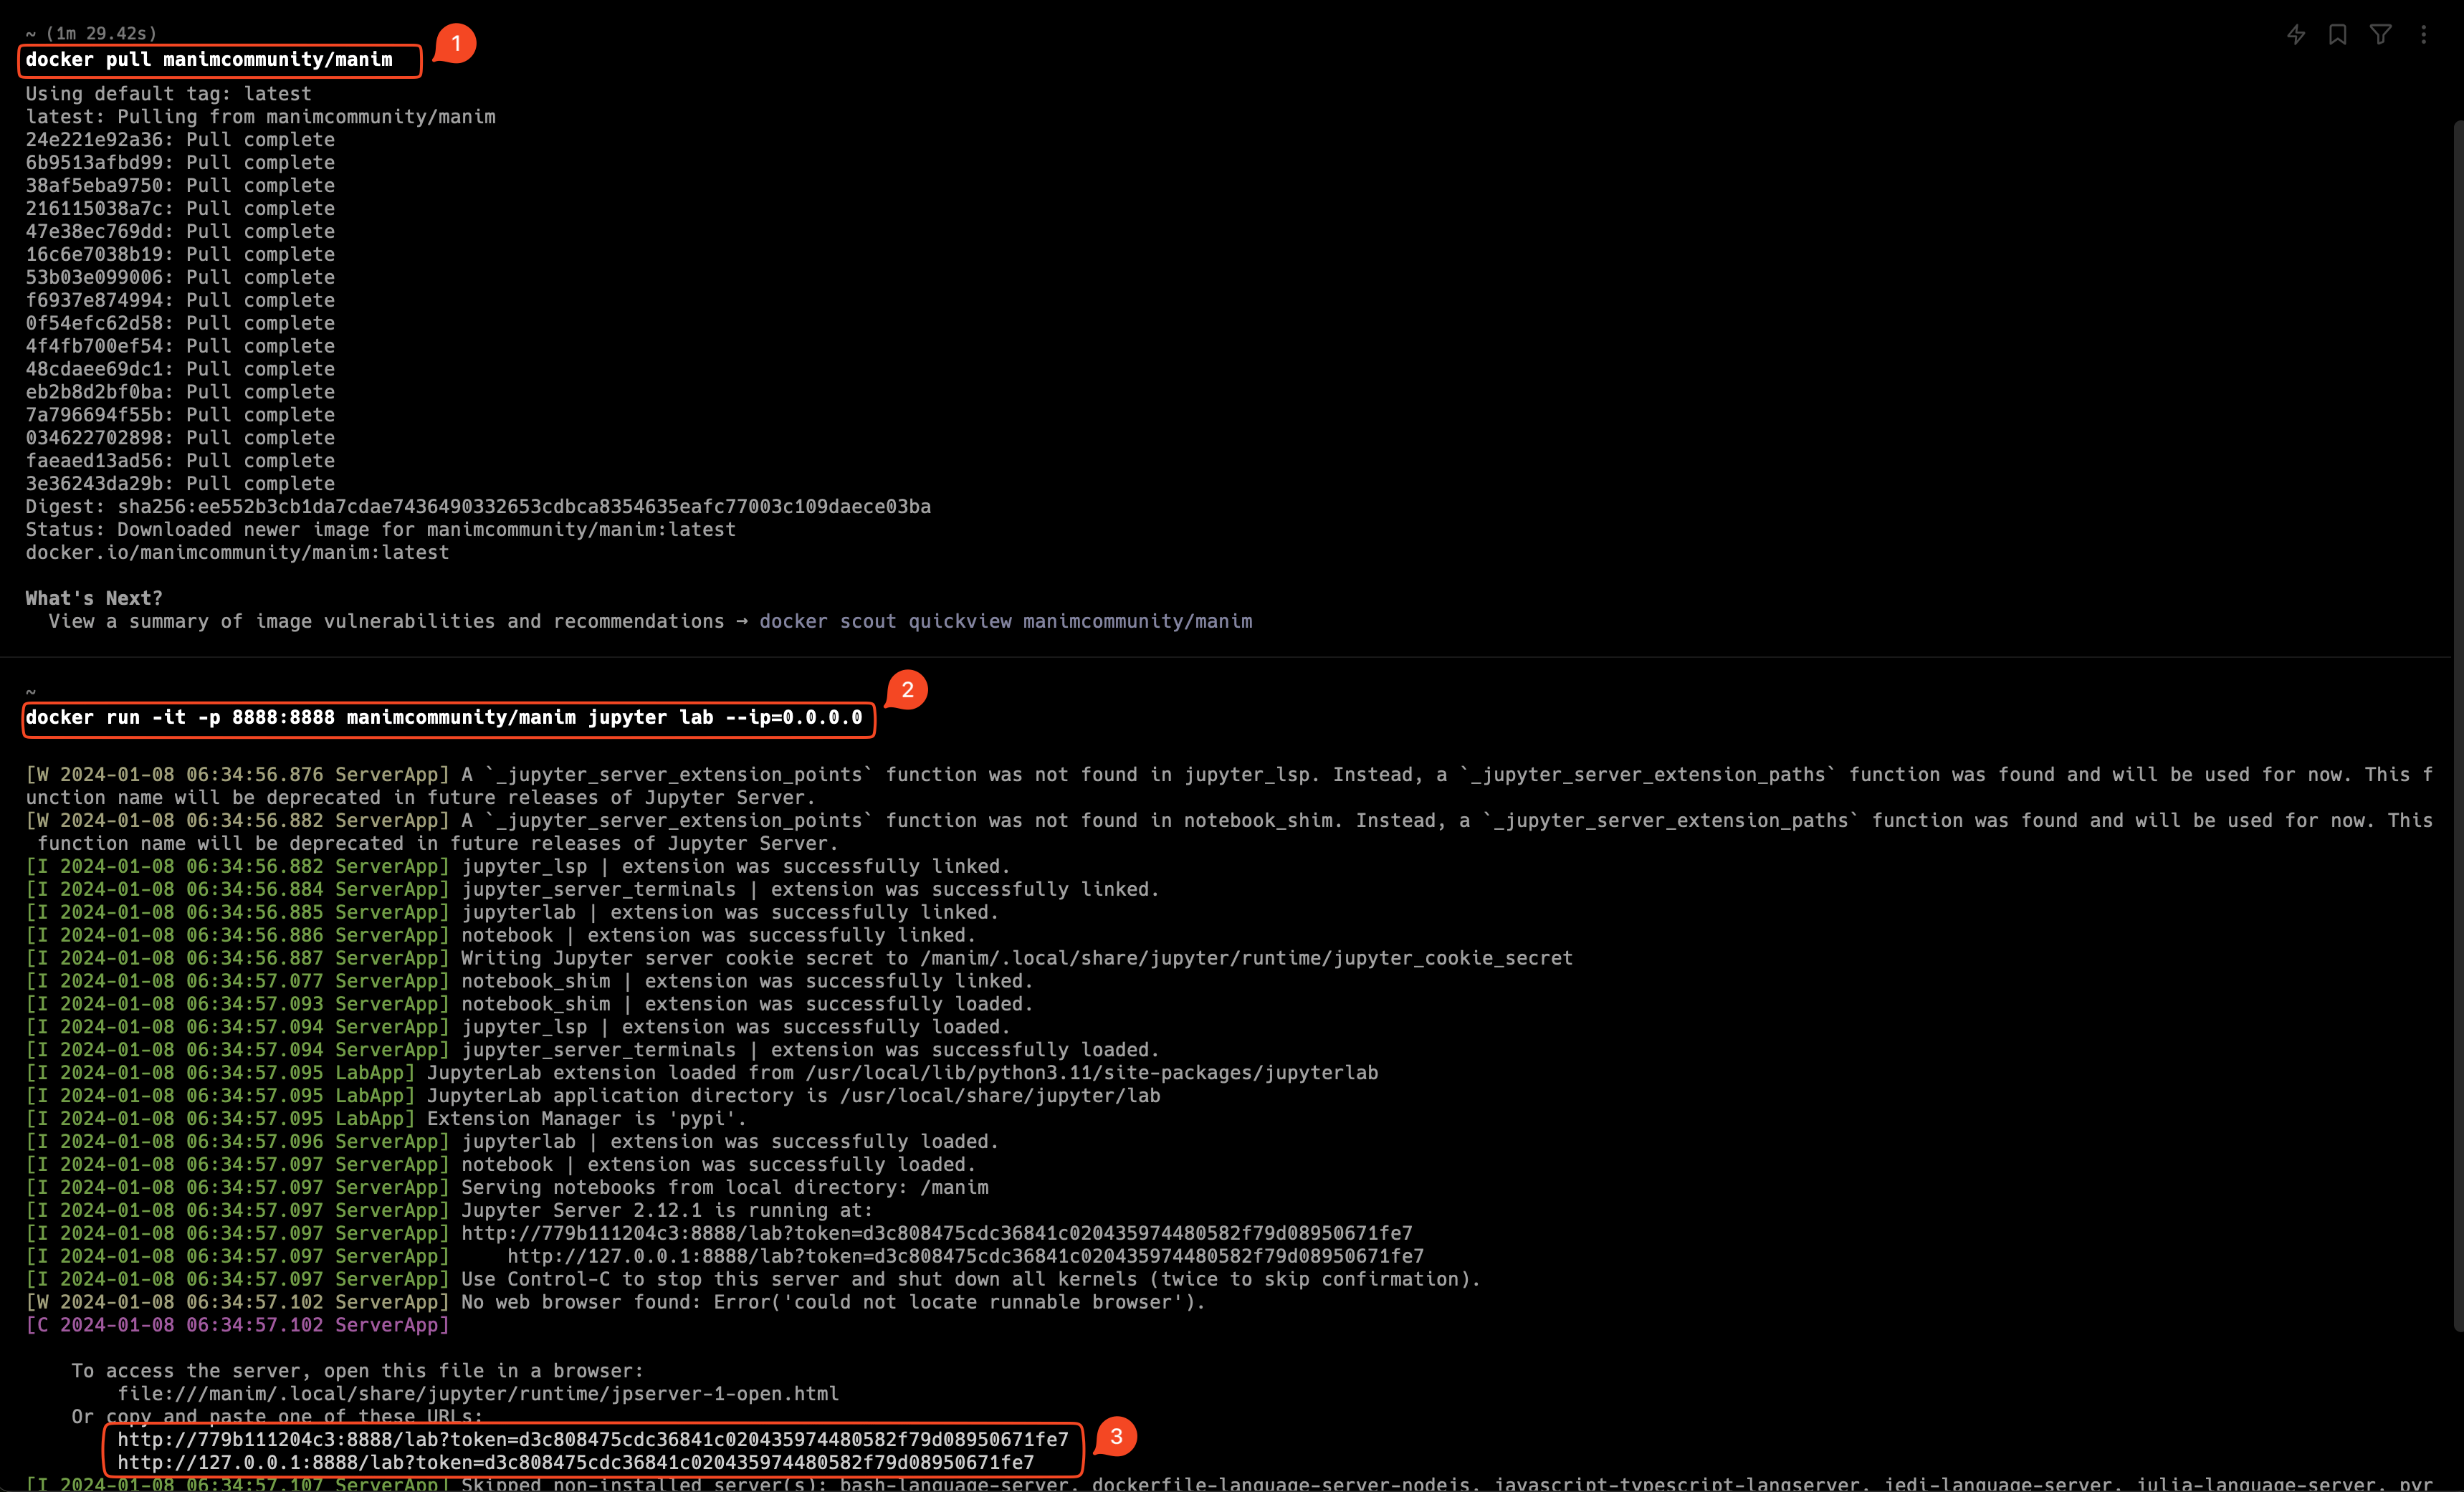 ~ (1m 29.42s)
docker pull manimcommunity/manim
1
Using default tag: latest
latest: Pulling from manimcommunity/manim
24e221e92a36: Pull complete
6b9513afbd99: Pull complete
38af5eba9750: Pull complete
216115038a7c: Pull complete
47e38ec769dd: Pull complete
16c6e7038b19: Pull complete
53b03e099006: Pull complete
f6937e874994: Pull complete
0f54efc62d58: Pull complete
4f4fb700ef54: Pull complete
48cdaee69dc1: Pull complete
eb2b8d2bf0ba: Pull complete
7a796694f55b: Pull complete
034622702898: Pull complete
faeaed13ad56: Pull complete
3e36243da29b: Pull complete
Digest: sha256:ee552b3cb1da7cdae7436490332653cdbca8354635eafc77003c109daece03ba
Status: Downloaded newer image for manimcommunity/manim:latest
docker.io/manimcommunity/manim:latest
What's Next?
View a summary of image vulnerabilities and recommendations → docker scout quickview manimcommunity/manim
~
2
docker run -it -p 8888:8888 manimcommunity/manim jupyter lab --ip=0.0.0.0
[W 2024-01-08 06:34:56.876 ServerApp] A `_jupyter_server_extension_points` function was not found in jupyter_lsp. Instead, a `_jupyter_server_extension_paths` function was found and will be used for now. This f
unction name will be deprecated in future releases of Jupyter Server.
[W 2024-01-08 06:34:56.882 ServerApp] A `_jupyter_server_extension_points` function was not found in notebook_shim. Instead, a `_jupyter_server_extension_paths` function was found and will be used for now. This
function name will be deprecated in future releases of Jupyter Server.
[I 2024-01-08 06:34:56.882 ServerApp] jupyter_lsp | extension was successfully linked.
[I 2024-01-08 06:34:56.884 ServerApp] jupyter_server_terminals | extension was successfully linked.
[I 2024-01-08 06:34:56.885 ServerApp] jupyterlab | extension was successfully linked.
[I 2024-01-08 06:34:56.886 ServerApp] notebook | extension was successfully linked.
[I 2024-01-08 06:34:56.887 ServerApp] Writing Jupyter server cookie secret to /manim/.local/share/jupyter/runtime/jupyter_cookie_secret
[I 2024-01-08 06:34:57.077 ServerApp] notebook_shim | extension was successfully linked.
[I 2024-01-08 06:34:57.093 ServerApp] notebook_shim | extension was successfully loaded.
[I 2024-01-08 06:34:57.094 ServerApp] jupyter_lsp | extension was successfully loaded.
[I 2024-01-08 06:34:57.094 ServerApp] jupyter_server_terminals | extension was successfully loaded.
[I 2024-01-08 06:34:57.095 LabApp] JupyterLab extension loaded from /usr/local/lib/python3.11/site-packages/jupyterlab
[I 2024-01-08 06:34:57.095 LabApp] JupyterLab application directory is /usr/local/share/jupyter/lab
[I 2024-01-08 06:34:57.095 LabApp] Extension Manager is 'pypi'.
[I 2024-01-08 06:34:57.096 ServerApp] jupyterlab | extension was successfully loaded.
[I 2024-01-08 06:34:57.097 ServerApp] notebook | extension was successfully loaded.
[I 2024-01-08 06:34:57.097 ServerApp] Serving notebooks from local directory: /manim
[I 2024-01-08 06:34:57.097 ServerApp] Jupyter Server 2.12.1 is running at:
[I 2024-01-08 06:34:57.097 ServerApp] http://779b111204c3:8888/lab?token=d3c808475cdc36841c020435974480582f79d08950671fe7
[I 2024-01-08 06:34:57.097 ServerApp]     http://127.0.0.1:8888/lab?token=d3c808475cdc36841c020435974480582f79d08950671fe7
[I 2024-01-08 06:34:57.097 ServerApp] Use Control-C to stop this server and shut down all kernels (twice to skip confirmation).
[W 2024-01-08 06:34:57.102 ServerApp] No web browser found: Error('could not locate runnable browser').
[C 2024-01-08 06:34:57.102 ServerApp]
To access the server, open this file in a browser:
file:///manim/.local/share/jupyter/runtime/jpserver-1-open.html
Or copy and paste one of these URLs:
http://779b111204c3:8888/lab?token=d3c808475cdc36841c020435974480582f79d08950671fe7
3
http://127.0.0.1:8888/lab?token=d3c808475cdc36841c020435974480582f79d08950671fe7
[I 2024-01-08 06:34:57.107 ServerApp] Skipped non-installed server(s): bash-language-server, dockerfile-language-server-nodejs, javascript-typescript-langserver, jedi-language-server, julia-language-server, pyr